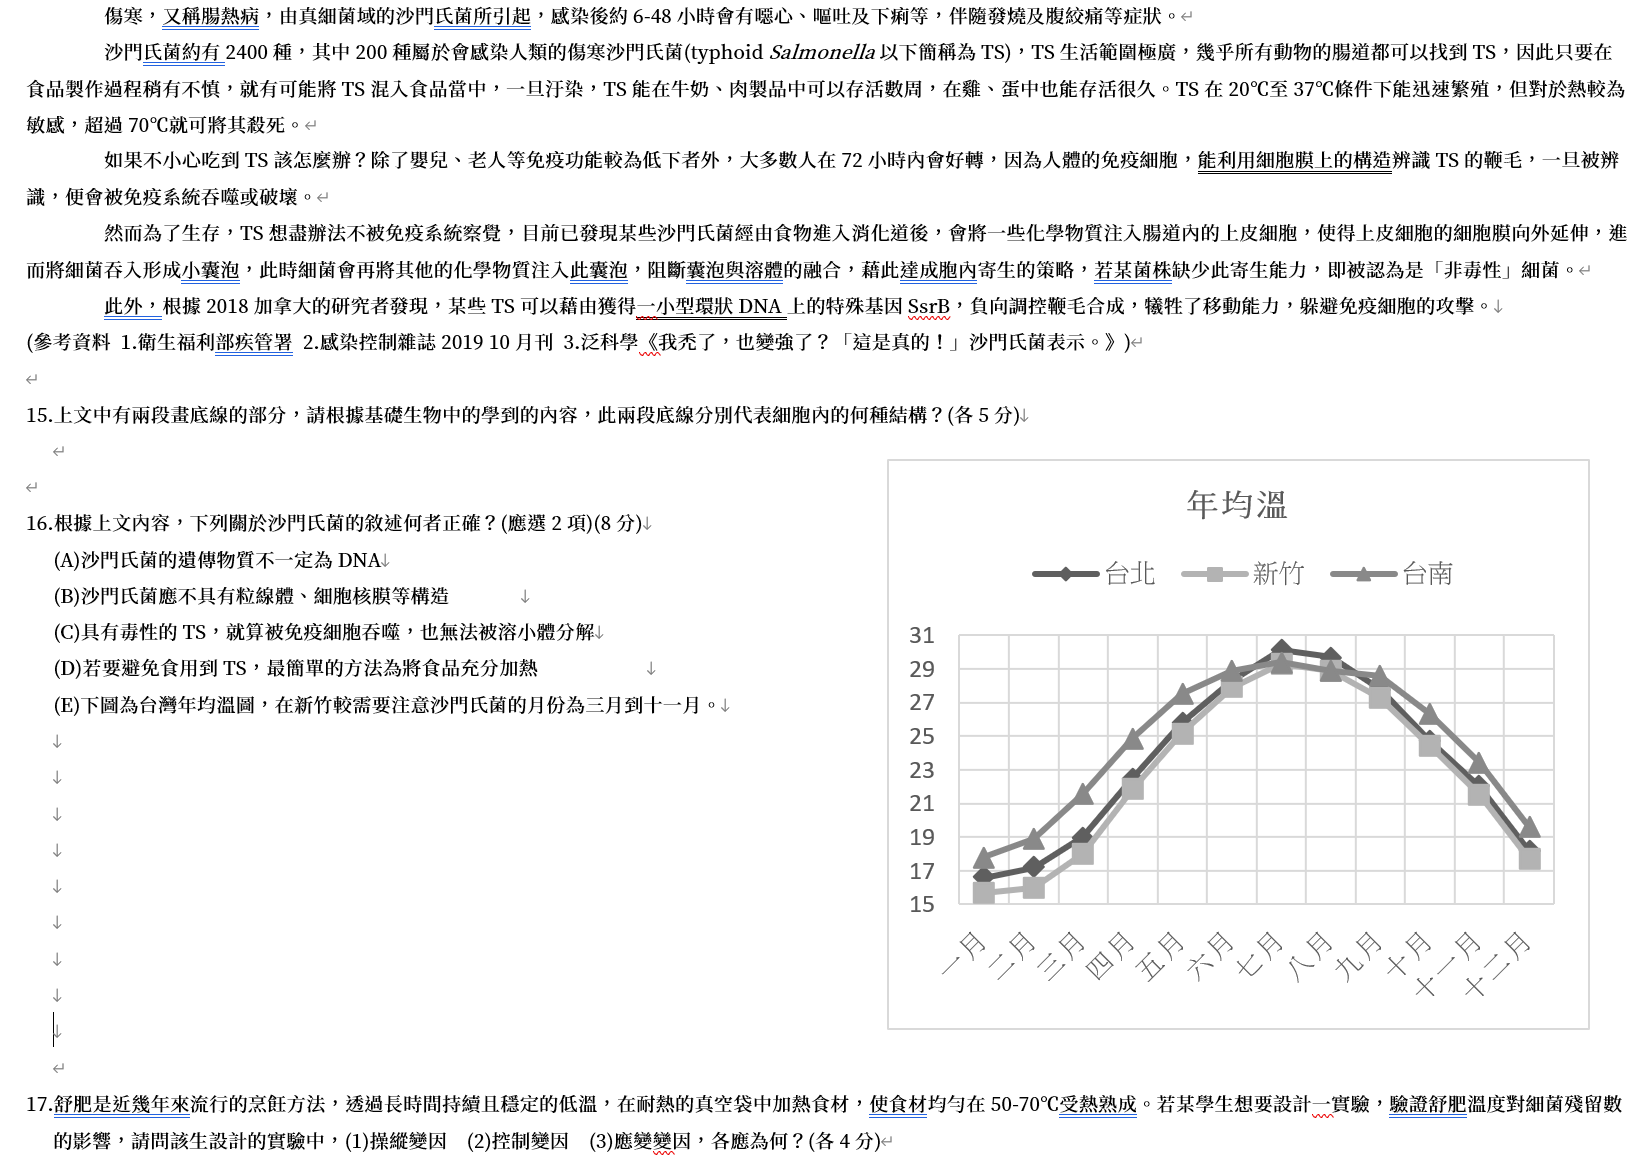 傷寒，又稱腸熱病，由真細菌域的沙門氏菌所引起，感染後約 6-48 小時會有噁心、嘔吐及下痢等，伴隨發燒及腹絞痛等症狀。
沙門氏菌約有 2400 種，其中 200 種屬於會感染人類的傷寒沙門氏菌(typhoid Salmonella 以下簡稱為 TS)，TS 生活範圍極廣，幾乎所有動物的腸道都可以找到 TS，因此只要在
食品製作過程稍有不慎，就有可能將 TS 混入食品當中，一旦汙染，TS 能在牛奶、肉製品中可以存活數周，在雞、蛋中也能存活很久。TS 在 20℃至 37℃條件下能迅速繁殖，但對於熱較為
敏感，超過 70℃就可將其殺死。
如果不小心吃到 TS 該怎麼辦？除了嬰兒、老人等免疫功能較為低下者外，大多數人在 72 小時內會好轉，因為人體的免疫細胞，能利用細胞膜上的構造辨識 TS 的鞭毛，一旦被辨
識，便會被免疫系統吞噬或破壞。
然而為了生存，TS 想盡辦法不被免疫系統察覺，目前已發現某些沙門氏菌經由食物進入消化道後，會將一些化學物質注入腸道內的上皮細胞，使得上皮細胞的細胞膜向外延伸，進
而將細菌吞入形成小囊泡，此時細菌會再將其他的化學物質注入此囊泡，阻斷囊泡與溶體的融合，藉此達成胞內寄生的策略，若某菌株缺少此寄生能力，即被認為是「非毒性」細菌。
此外，根據 2018 加拿大的研究者發現，某些 TS 可以藉由獲得一小型環狀 DNA 上的特殊基因 SsrB，負向調控鞭毛合成，犧牲了移動能力，躲避免疫細胞的攻擊。
(參考資料 1.衛生福利部疾管署 2.感染控制雜誌 2019 10 月刊 3.泛科學《我禿了，也變強了？「這是真的！」沙門氏菌表示。》)
15.上文中有兩段畫底線的部分，請根據基礎生物中的學到的內容，此兩段底線分別代表細胞內的何種結構？(各 5 分)
16.根據上文內容，下列關於沙門氏菌的敘述何者正確？(應選 2 項)(8 分)
(A)沙門氏菌的遺傳物質不一定為 DNA
(B)沙門氏菌應不具有粒線體、細胞核膜等構造
(C)具有毒性的 TS，就算被免疫細胞吞噬，也無法被溶小體分解
(D)若要避免食用到 TS，最簡單的方法為將食品充分加熱
(E)下圖為台灣年均溫圖，在新竹較需要注意沙門氏菌的月份為三月到十一月。
年均溫
台北 新竹 台南
31
29
27
25
23
21
19
17
15
一月 二月 三月 四月 五月 六月 七月 八月 九月 十月 十一月 十二月
17.舒肥是近幾年來流行的烹飪方法，透過長時間持續且穩定的低溫，在耐熱的真空袋中加熱食材，使食材均勻在 50-70℃受熱熟成。若某學生想要設計一實驗，驗證舒肥溫度對細菌殘留數
的影響，請問該生設計的實驗中，(1)操縱變因 (2)控制變因 (3)應變變因，各應為何？(各 4 分)